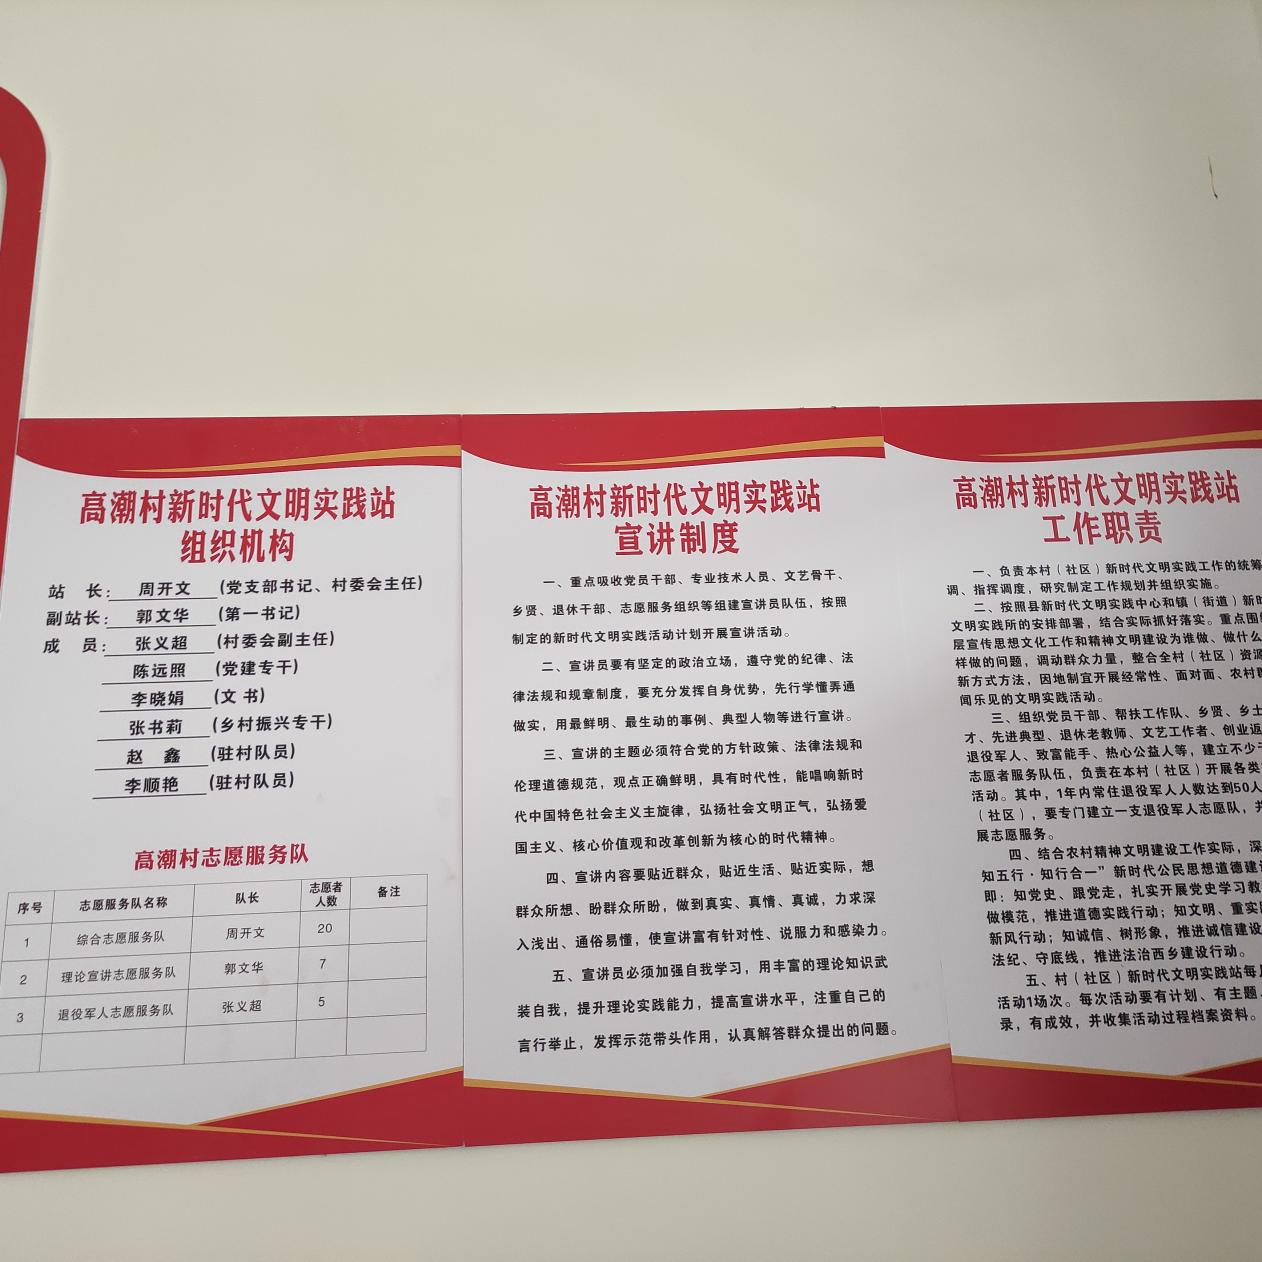 高潮村新时代文明实践站
组织机构
站 长: 周开文 (党支部书记、村委会主任)
副站长: 郭文华 (第一书记)
成 员: 张义超 (村委会副主任)
陈远照 (党建专干)
李晓娟 (文 书)
张书莉 (乡村振兴专干)
赵 鑫 (驻村队员)
李顺艳 (驻村队员)
高潮村志愿服务队
序号 志愿服务队名称 队长 志愿者人数 备注
1 综合志愿服务队 周开文 20
2 理论宣讲志愿服务队 郭文华 7
3 退役军人志愿服务队 张义超 5
高潮村新时代文明实践站
宣讲制度
一、重点吸收党员干部、专业技术人员、文艺骨干、
乡贤、退休干部、志愿服务组织等组建宣讲员队伍，按照
制定的新时代文明实践活动计划开展宣讲活动。
二、宣讲员要有坚定的政治立场，遵守党的纪律、法
律法规和规章制度，要充分发挥自身优势，先行学懂弄通
做实，用最鲜明、最生动的事例、典型人物等进行宣讲。
三、宣讲的主题必须符合党的方针政策、法律法规和
伦理道德规范，观点正确鲜明，具有时代性，能唱响新时
代中国特色社会主义主旋律，弘扬社会文明正气，弘扬爱
国主义、核心价值观和改革创新为核心的时代精神。
四、宣讲内容要贴近群众，贴近生活、贴近实际，想
群众所想、盼群众所盼，做到真实、真情、真诚，力求深
入浅出、通俗易懂，使宣讲富有针对性、说服力和感染力。
五、宣讲员必须加强自我学习，用丰富的理论知识武
装自我，提升理论实践能力，提高宣讲水平，注重自己的
言行举止，发挥示范带头作用，认真解答群众提出的问题。
高潮村新时代文明实践站
工作职责
一、负责本村（社区）新时代文明实践工作的统筹
调、指挥调度，研究制定工作规划并组织实施。
二、按照县新时代文明实践中心和镇（街道）新时
文明实践所的安排部署，结合实际抓好落实。重点围
层宣传思想文化工作和精神文明建设为谁做、做什么
样做的问题，调动群众力量，整合全村（社区）资源
新方式方法，因地制宜开展经常性、面对面、农村群
闻乐见的文明实践活动。
三、组织党员干部、帮扶工作队、乡贤、乡土
才、先进典型、退休老教师、文艺工作者、创业返
退役军人、致富能手、热心公益人等，建立不少于
志愿者服务队伍，负责在本村（社区）开展各类
活动。其中，1年内常住退役军人人数达到50人
（社区），要专门建立一支退役军人志愿队，并
展志愿服务。
四、结合农村精神文明建设工作实际，深
知五行·知行合一”新时代公民思想道德建
即：知党史、跟党走，扎实开展党史学习教
做模范，推进道德实践行动；知文明、重实
新风行动；知诚信、树形象，推进诚信建设
法纪、守底线，推进法治西乡建设行动。
五、村（社区）新时代文明实践站每
活动1场次。每次活动要有计划、有主题、
录，有成效，并收集活动过程档案资料。